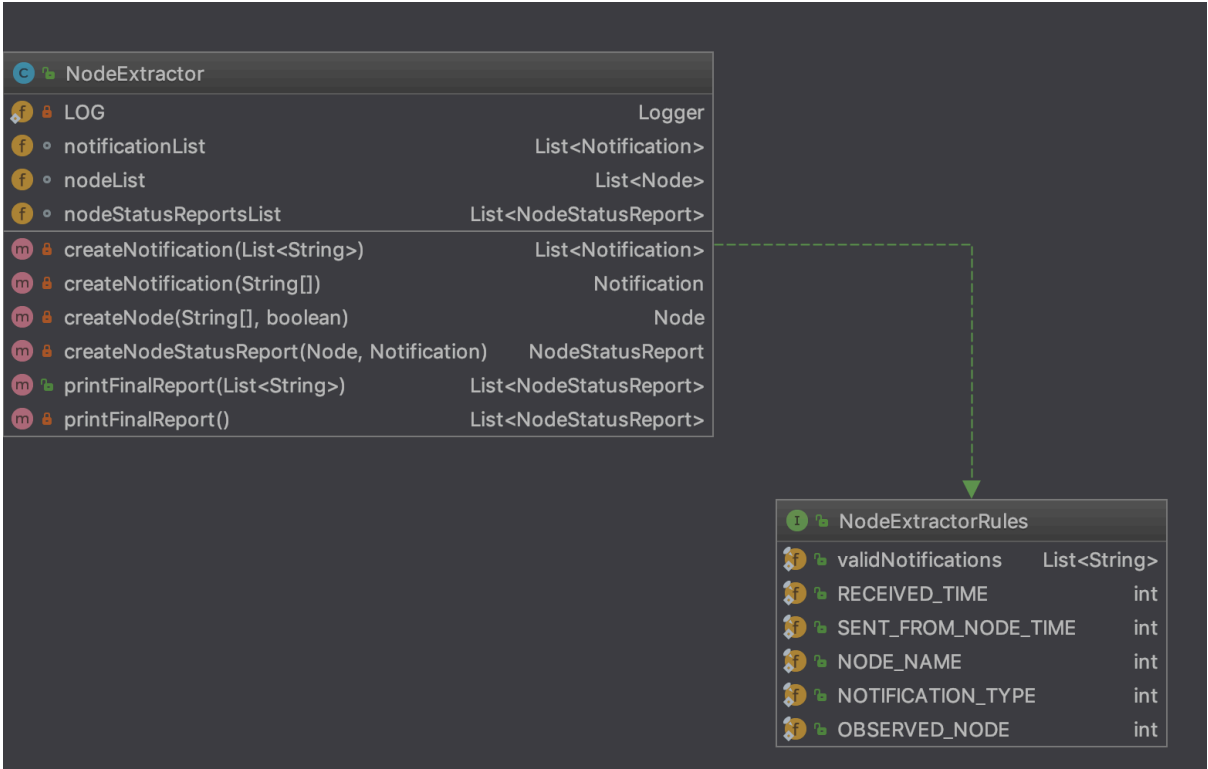 C NodeExtractor
f LOG Logger
f notificationList List<Notification>
f nodeList List<Node>
f nodeStatusReportsList List<NodeStatusReport>
m createNotification(List<String>) List<Notification>
m createNotification(String[]) Notification
m createNode(String[], boolean) Node
m createNodeStatusReport(Node, Notification) NodeStatusReport
m printFinalReport(List<String>) List<NodeStatusReport>
m printFinalReport() List<NodeStatusReport>
I NodeExtractorRules
f validNotifications List<String>
f RECEIVED_TIME int
f SENT_FROM_NODE_TIME int
f NODE_NAME int
f NOTIFICATION_TYPE int
f OBSERVED_NODE int